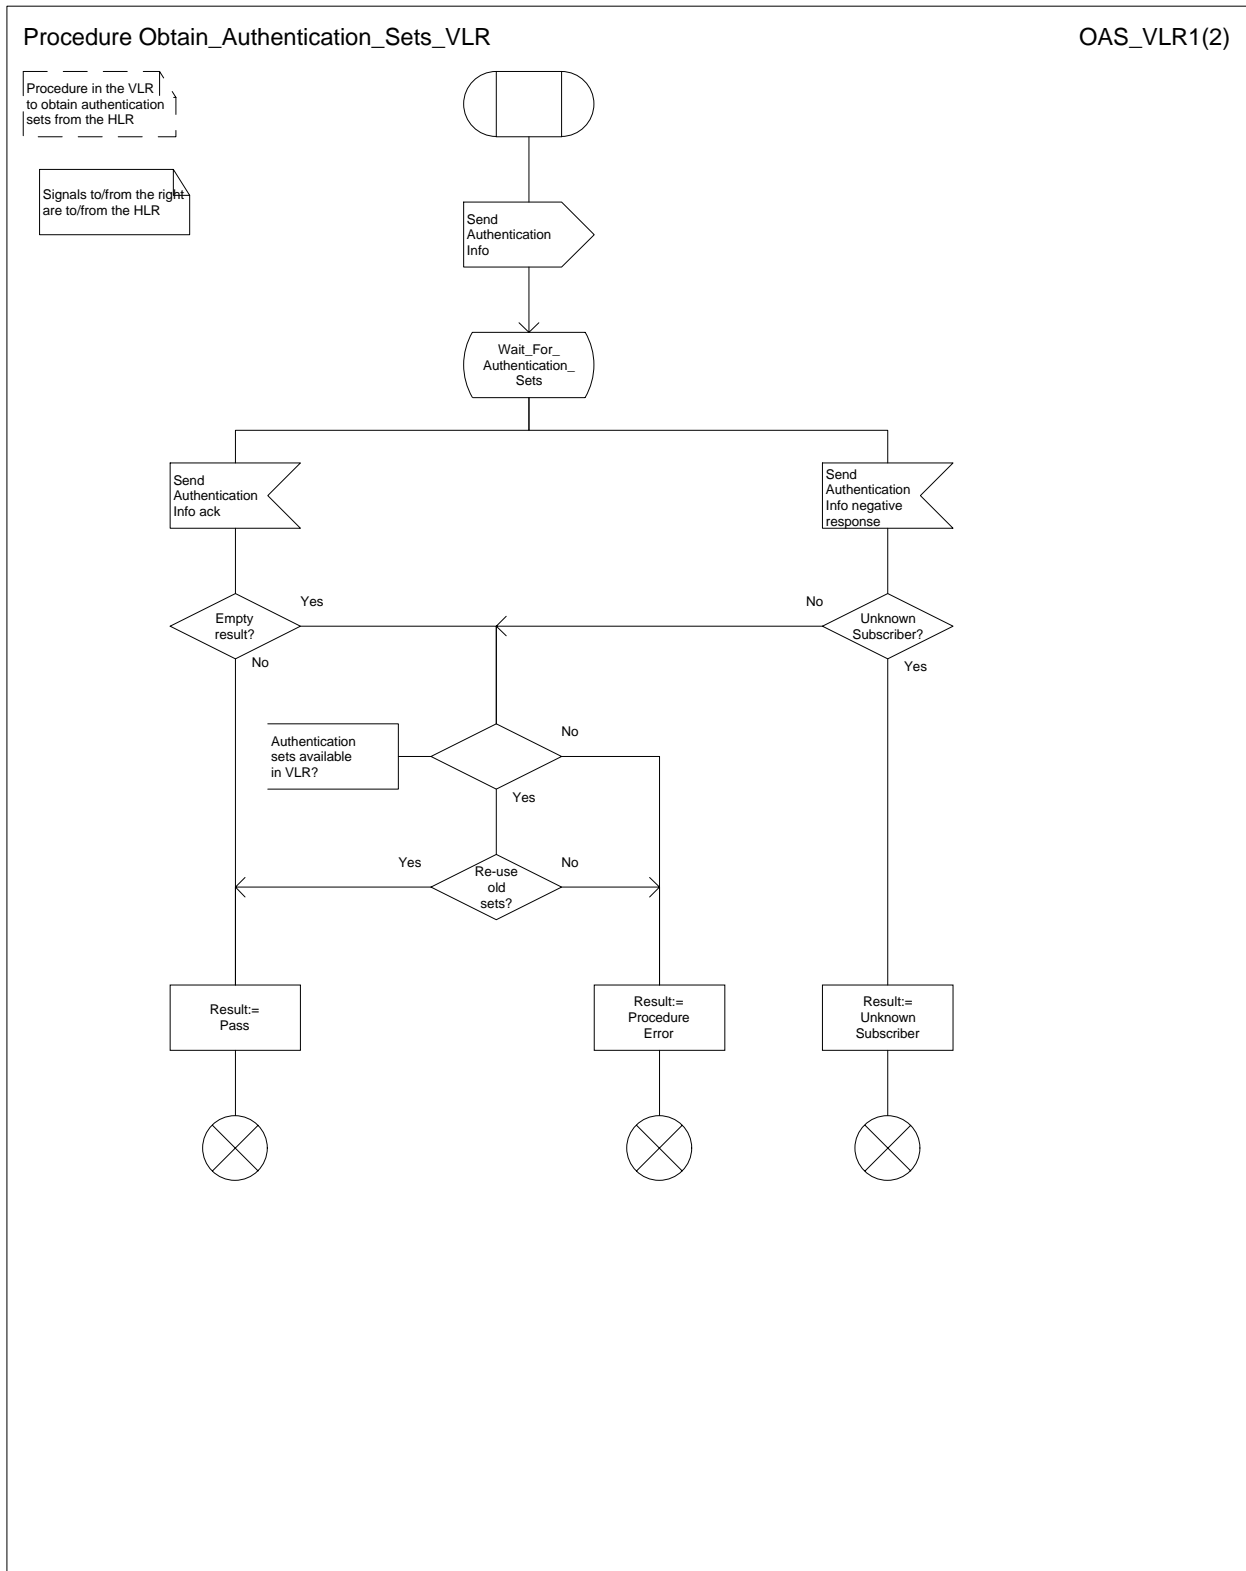 Procedure Obtain_Authentication_Sets_VLR
OAS_VLR1(2)
Procedure in the VLR
to obtain authentication
sets from the HLR
Signals to/from the right
are to/from the HLR
Send
Authentication
Info
Wait_For_
Authentication_
Sets
Send
Authentication
Info ack
Send
Authentication
Info negative
response
Empty
result?
Yes
No
No
Unknown
Subscriber?
Yes
Authentication
sets available
in VLR?
No
Yes
Yes
Re-use
old
sets?
No
Result:=
Pass
Result:=
Procedure
Error
Result:=
Unknown
Subscriber